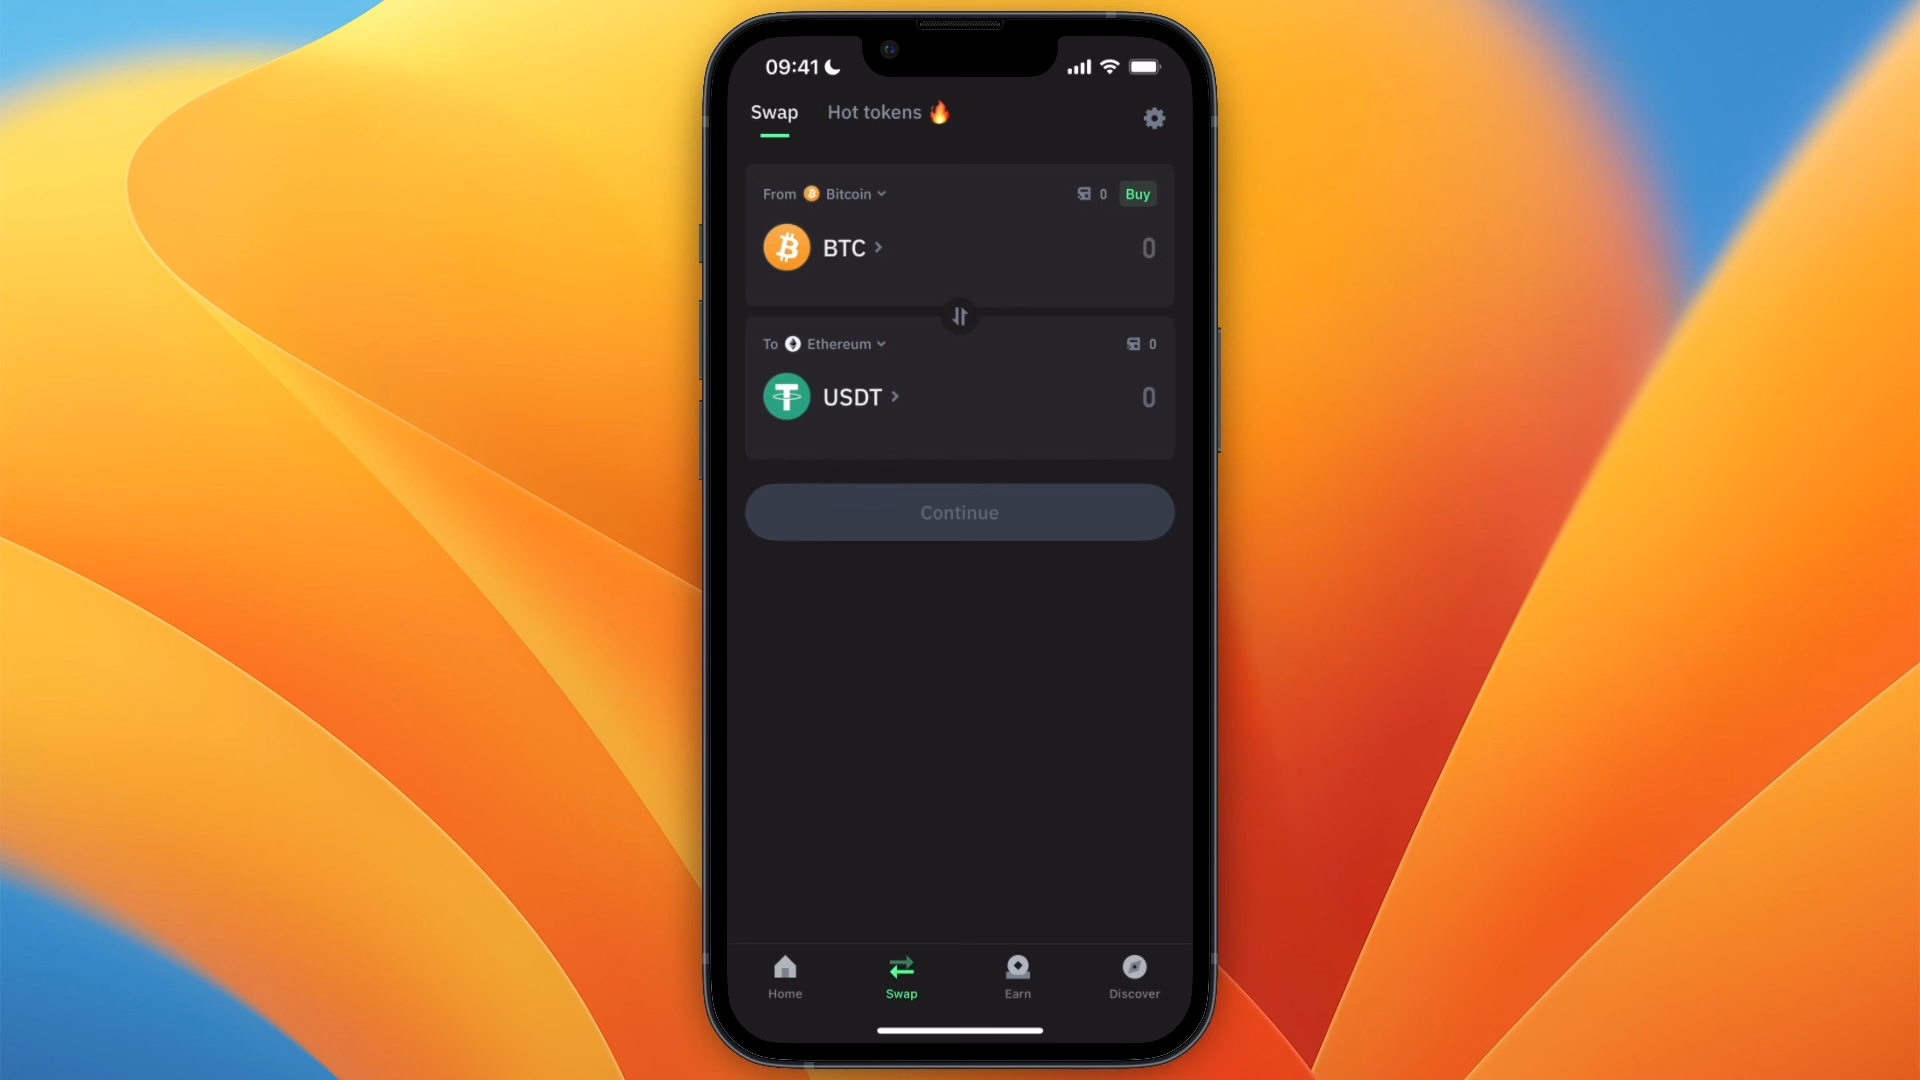 09:41
Swap Hot tokens 🔥
From Bitcoin 0 Buy
BTC 0
To Ethereum 0
USDT 0
Continue
Home Swap Earn Discover